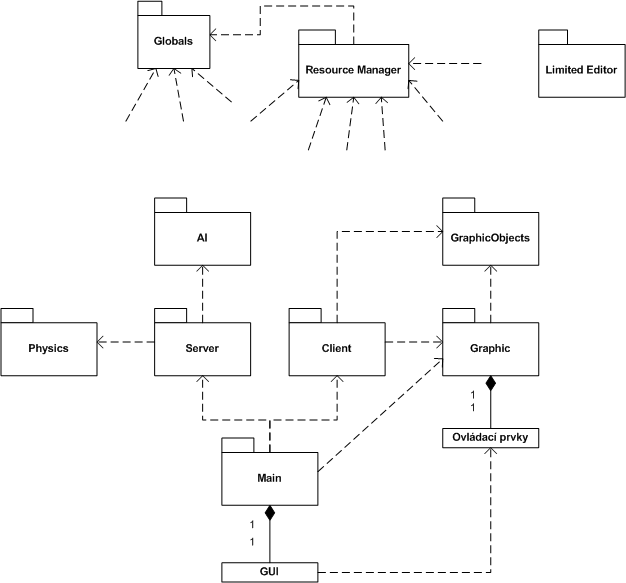 Globals
Resource Manager
Limited Editor
AI
GraphicObjects
Physics
Server
Client
Graphic
1
1
Ovládací prvky
Main
1
1
GUI